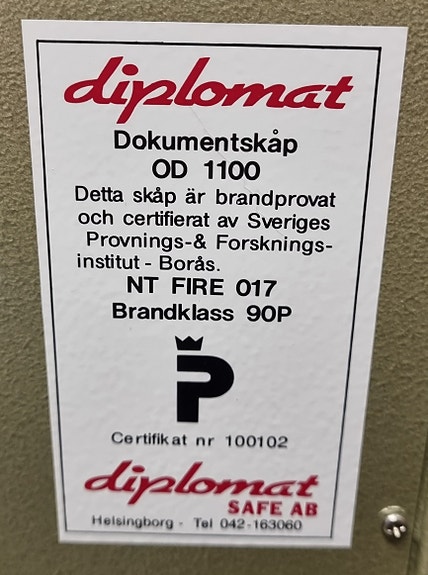 diplomat
Dokumentskåp
OD 1100
Detta skåp är brandprovat
och certifierat av Sveriges
Provnings-& Forsknings-
institut - Borås.
NT FIRE 017
Brandklass 90P
P
Certifikat nr 100102
diplomat
SAFE AB
Helsingborg - Tel 042-163060